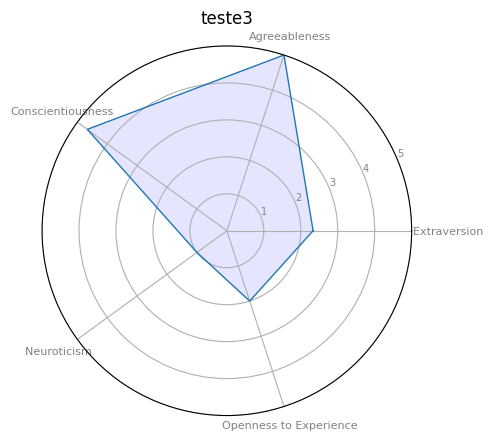 teste3
Agreeableness
Conscientiousness
5
4
3
2
1
Extraversion
Neuroticism
Openness to Experience